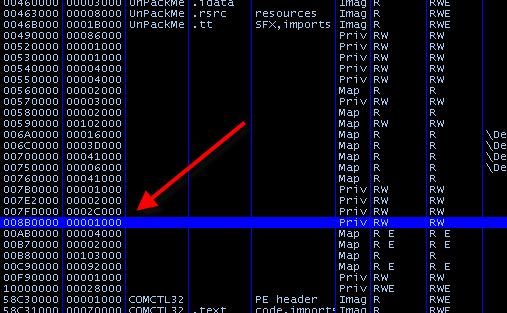 00460000 00003000 UnPackMe .idata Imag R RWE
00463000 00008000 UnPackMe .rsrc resources Imag R RWE
0046B000 0001B000 UnPackMe .tt SFX,imports Imag R RWE
00490000 00086000 Priv RW RW
00520000 00001000 Priv RW RW
00530000 00001000 Priv RW RW
00540000 00004000 Priv RW RW
00550000 00004000 Priv RW RW
00560000 00002000 Map R R
00570000 00003000 Priv RW RW
00580000 00002000 Map R R
00590000 00102000 Priv RW RW
006A0000 00016000 Map R R \De
006C0000 0003D000 Map R R \De
00700000 00041000 Map R R \De
00750000 00006000 Map R R \De
00760000 00041000 Map R R
007B0000 00001000 Priv RW RW
007E2000 00002000 Priv RW RW
007FD000 0002C000 Priv RW RW
008B0000 00001000 Priv RW RW
00AB0000 00004000 Map R E R E
00B70000 00002000 Map R E R E
00B80000 00103000 Map R R
00C90000 00092000 Map R E R E
00F90000 00001000 Priv RW RW
10000000 00028000 Priv RWE RWE
58C30000 00001000 COMCTL32 PE header Imag R RWE
58C31000 00070000 COMCTL32 .text code,imports Imag R RWE